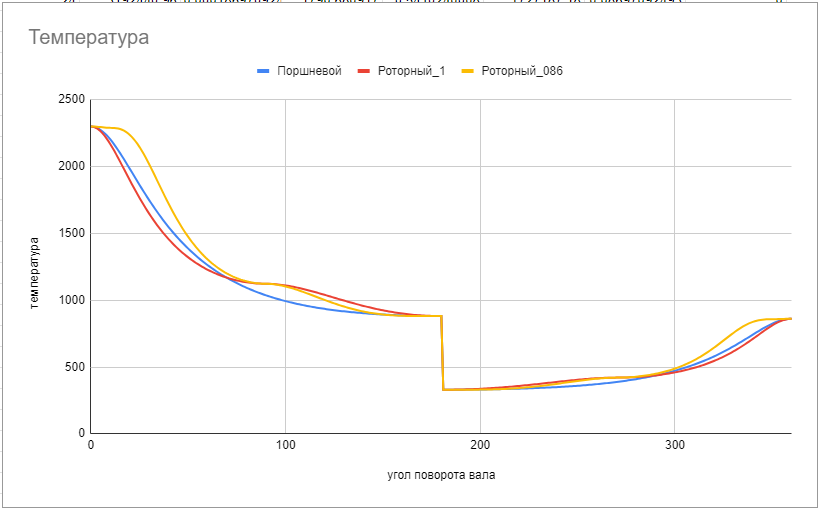 Температура
Поршневой Роторный_1 Роторный_086
2500
2000
1500
1000
500
0
температура
0 100 200 300
угол поворота вала